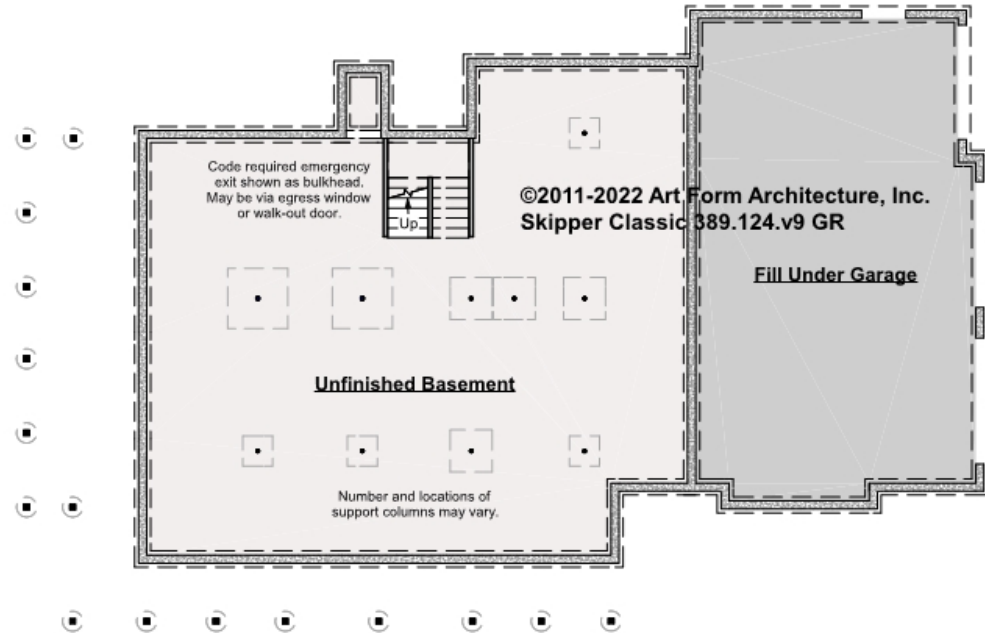 Code required emergency
exit shown as bulkhead.
May be via egress window
or walk-out door.
Up
©2011-2022 Art Form Architecture, Inc.
Skipper Classic 389.124.v9 GR
Fill Under Garage
Unfinished Basement
Number and locations of
support columns may vary.